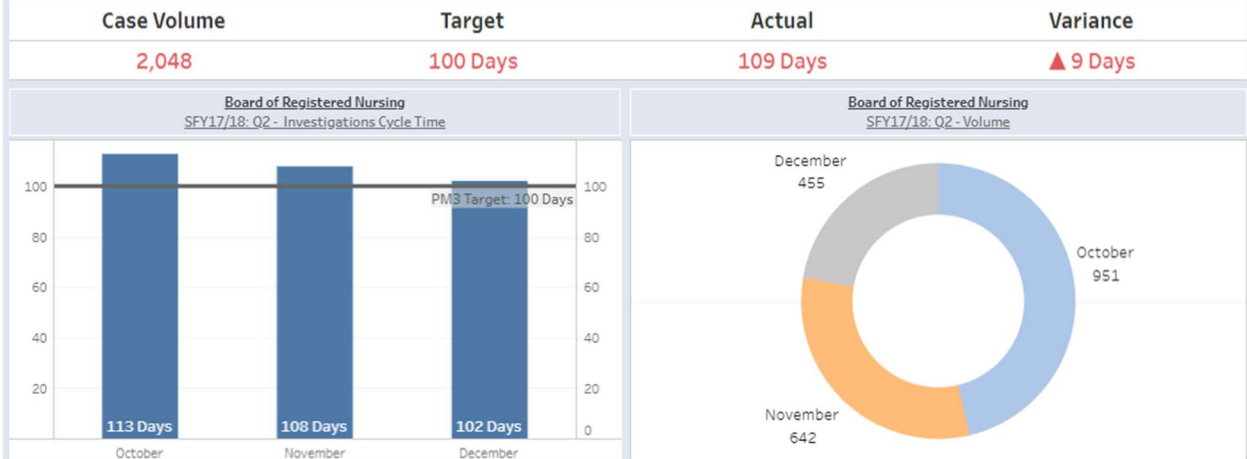 Case Volume Target Actual Variance
2,048 100 Days 109 Days ▲ 9 Days
Board of Registered Nursing
SFY17/18: Q2 - Investigations Cycle Time
100
80
60
40
20
PM3 Target: 100 Days
100
80
60
40
20
0
113 Days 108 Days 102 Days
October November December
Board of Registered Nursing
SFY17/18: Q2 - Volume
December
455
October
951
November
642